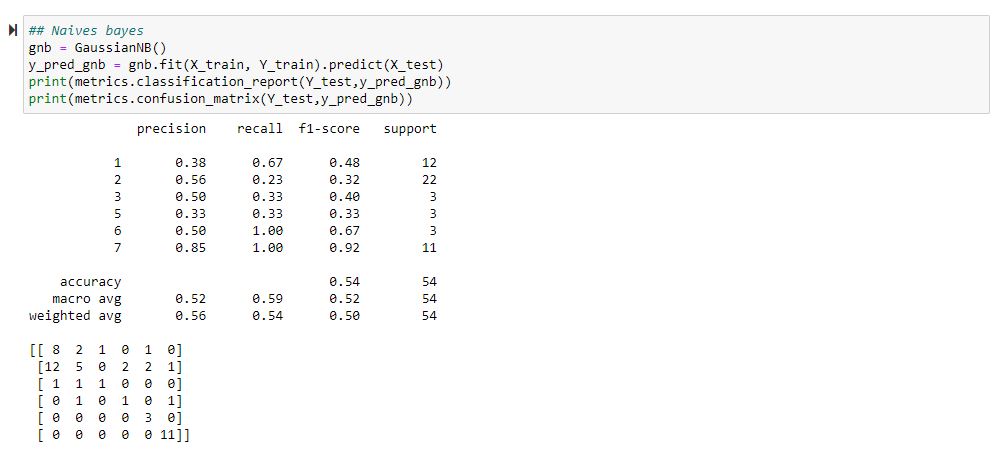 ## Naives bayes
gnb = GaussianNB()
y_pred_gnb = gnb.fit(X_train, Y_train).predict(X_test)
print(metrics.classification_report(Y_test,y_pred_gnb))
print(metrics.confusion_matrix(Y_test,y_pred_gnb))
              precision    recall  f1-score   support
           1       0.38      0.67      0.48        12
           2       0.56      0.23      0.32        22
           3       0.50      0.33      0.40         3
           5       0.33      0.33      0.33         3
           6       0.50      1.00      0.67         3
           7       0.85      1.00      0.92        11
    accuracy                           0.54        54
   macro avg       0.52      0.59      0.52        54
weighted avg       0.56      0.54      0.50        54
[[ 8  2  1  0  1  0]
 [12  5  0  2  2  1]
 [ 1  1  1  0  0  0]
 [ 0  1  0  1  0  1]
 [ 0  0  0  0  3  0]
 [ 0  0  0  0  0 11]]